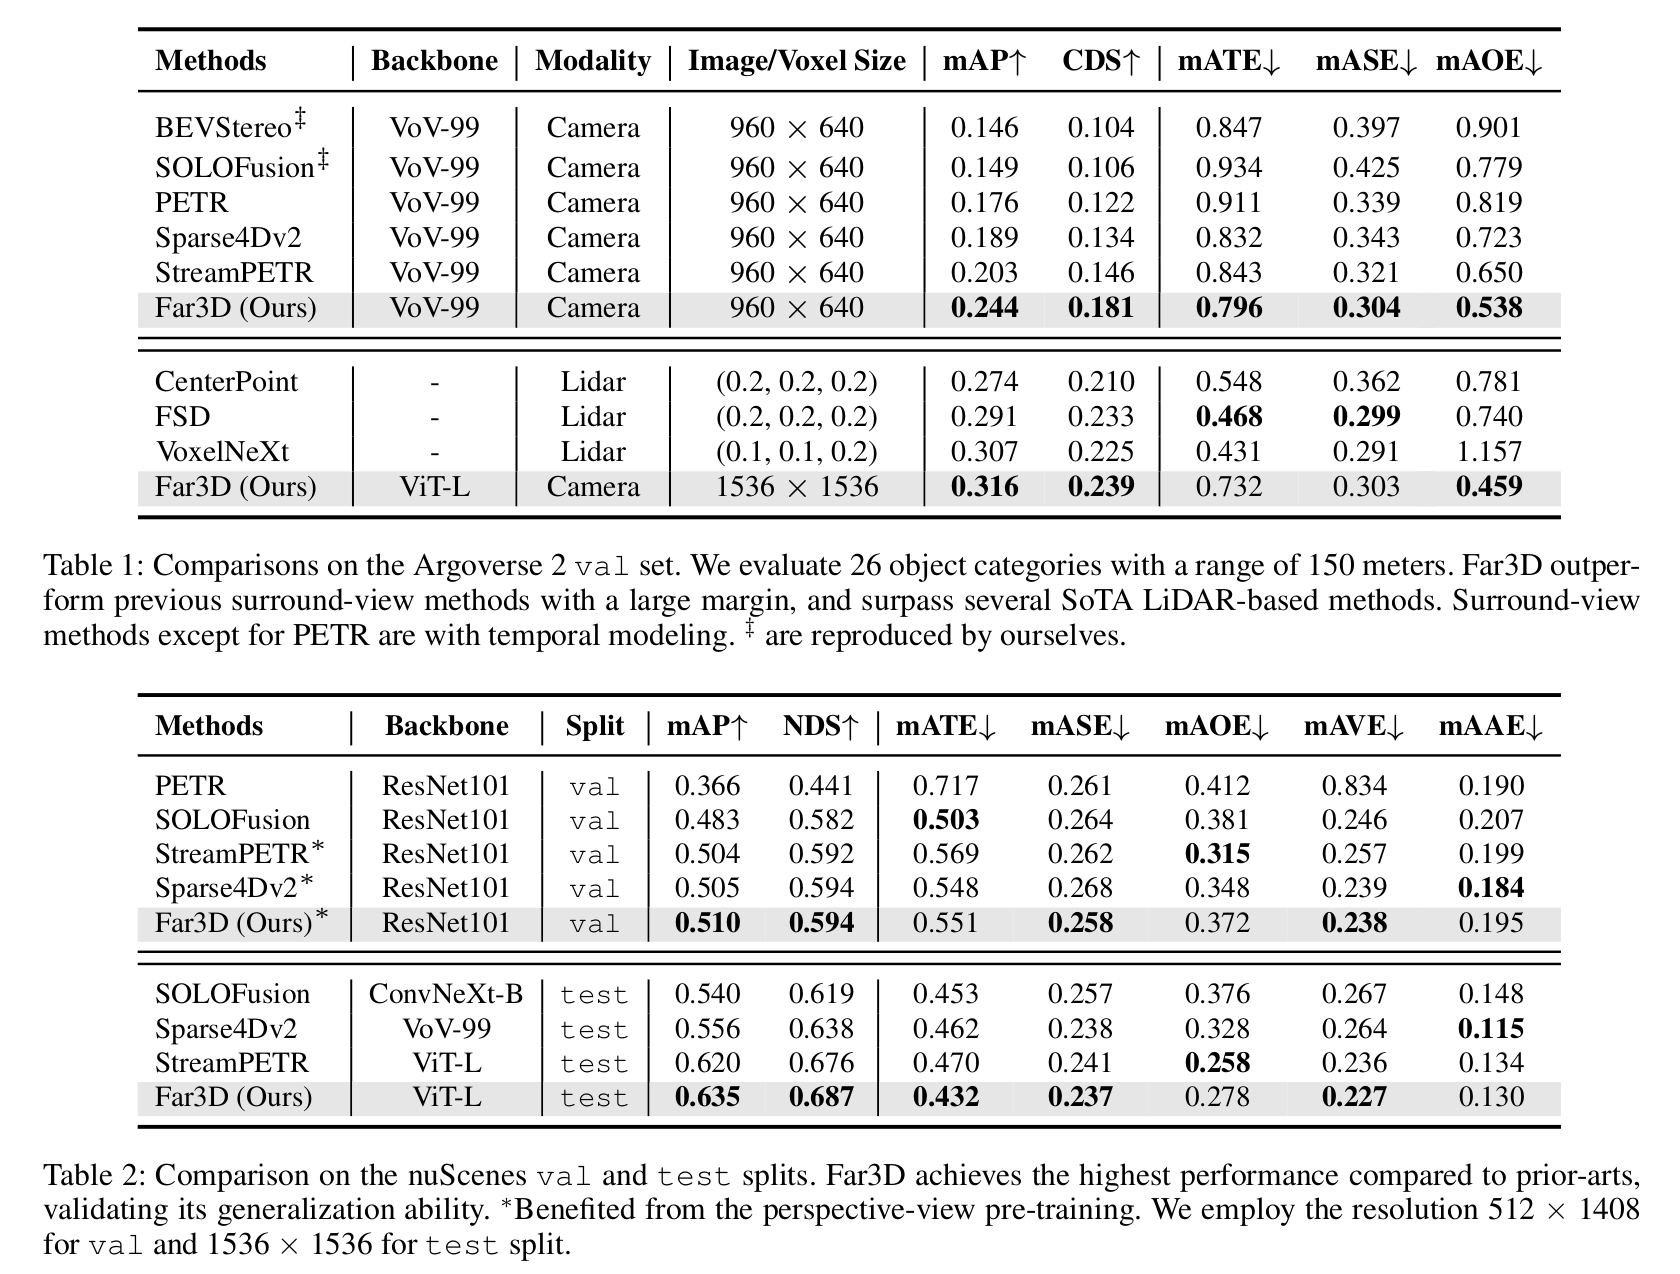 Methods Backbone Modality Image/Voxel Size mAP↑ CDS↑ mATE↓ mASE↓ mAOE↓
BEVStereo‡ VoV-99 Camera 960 × 640 0.146 0.104 0.847 0.397 0.901
SOLOFusion‡ VoV-99 Camera 960 × 640 0.149 0.106 0.934 0.425 0.779
PETR VoV-99 Camera 960 × 640 0.176 0.122 0.911 0.339 0.819
Sparse4Dv2 VoV-99 Camera 960 × 640 0.189 0.134 0.832 0.343 0.723
StreamPETR VoV-99 Camera 960 × 640 0.203 0.146 0.843 0.321 0.650
Far3D (Ours) VoV-99 Camera 960 × 640 0.244 0.181 0.796 0.304 0.538
CenterPoint - Lidar (0.2, 0.2, 0.2) 0.274 0.210 0.548 0.362 0.781
FSD - Lidar (0.2, 0.2, 0.2) 0.291 0.233 0.468 0.299 0.740
VoxelNeXt - Lidar (0.1, 0.1, 0.2) 0.307 0.225 0.431 0.291 1.157
Far3D (Ours) ViT-L Camera 1536 × 1536 0.316 0.239 0.732 0.303 0.459
Table 1: Comparisons on the Argoverse 2 val set. We evaluate 26 object categories with a range of 150 meters. Far3D outper-
form previous surround-view methods with a large margin, and surpass several SoTA LiDAR-based methods. Surround-view
methods except for PETR are with temporal modeling. ‡ are reproduced by ourselves.
Methods Backbone Split mAP↑ NDS↑ mATE↓ mASE↓ mAOE↓ mAVE↓ mAAE↓
PETR ResNet101 val 0.366 0.441 0.717 0.261 0.412 0.834 0.190
SOLOFusion ResNet101 val 0.483 0.582 0.503 0.264 0.381 0.246 0.207
StreamPETR* ResNet101 val 0.504 0.592 0.569 0.262 0.315 0.257 0.199
Sparse4Dv2* ResNet101 val 0.505 0.594 0.548 0.268 0.348 0.239 0.184
Far3D (Ours)* ResNet101 val 0.510 0.594 0.551 0.258 0.372 0.238 0.195
SOLOFusion ConvNeXt-B test 0.540 0.619 0.453 0.257 0.376 0.267 0.148
Sparse4Dv2 VoV-99 test 0.556 0.638 0.462 0.238 0.328 0.264 0.115
StreamPETR ViT-L test 0.620 0.676 0.470 0.241 0.258 0.236 0.134
Far3D (Ours) ViT-L test 0.635 0.687 0.432 0.237 0.278 0.227 0.130
Table 2: Comparison on the nuScenes val and test splits. Far3D achieves the highest performance compared to prior-arts,
validating its generalization ability. *Benefited from the perspective-view pre-training. We employ the resolution 512 × 1408
for val and 1536 × 1536 for test split.